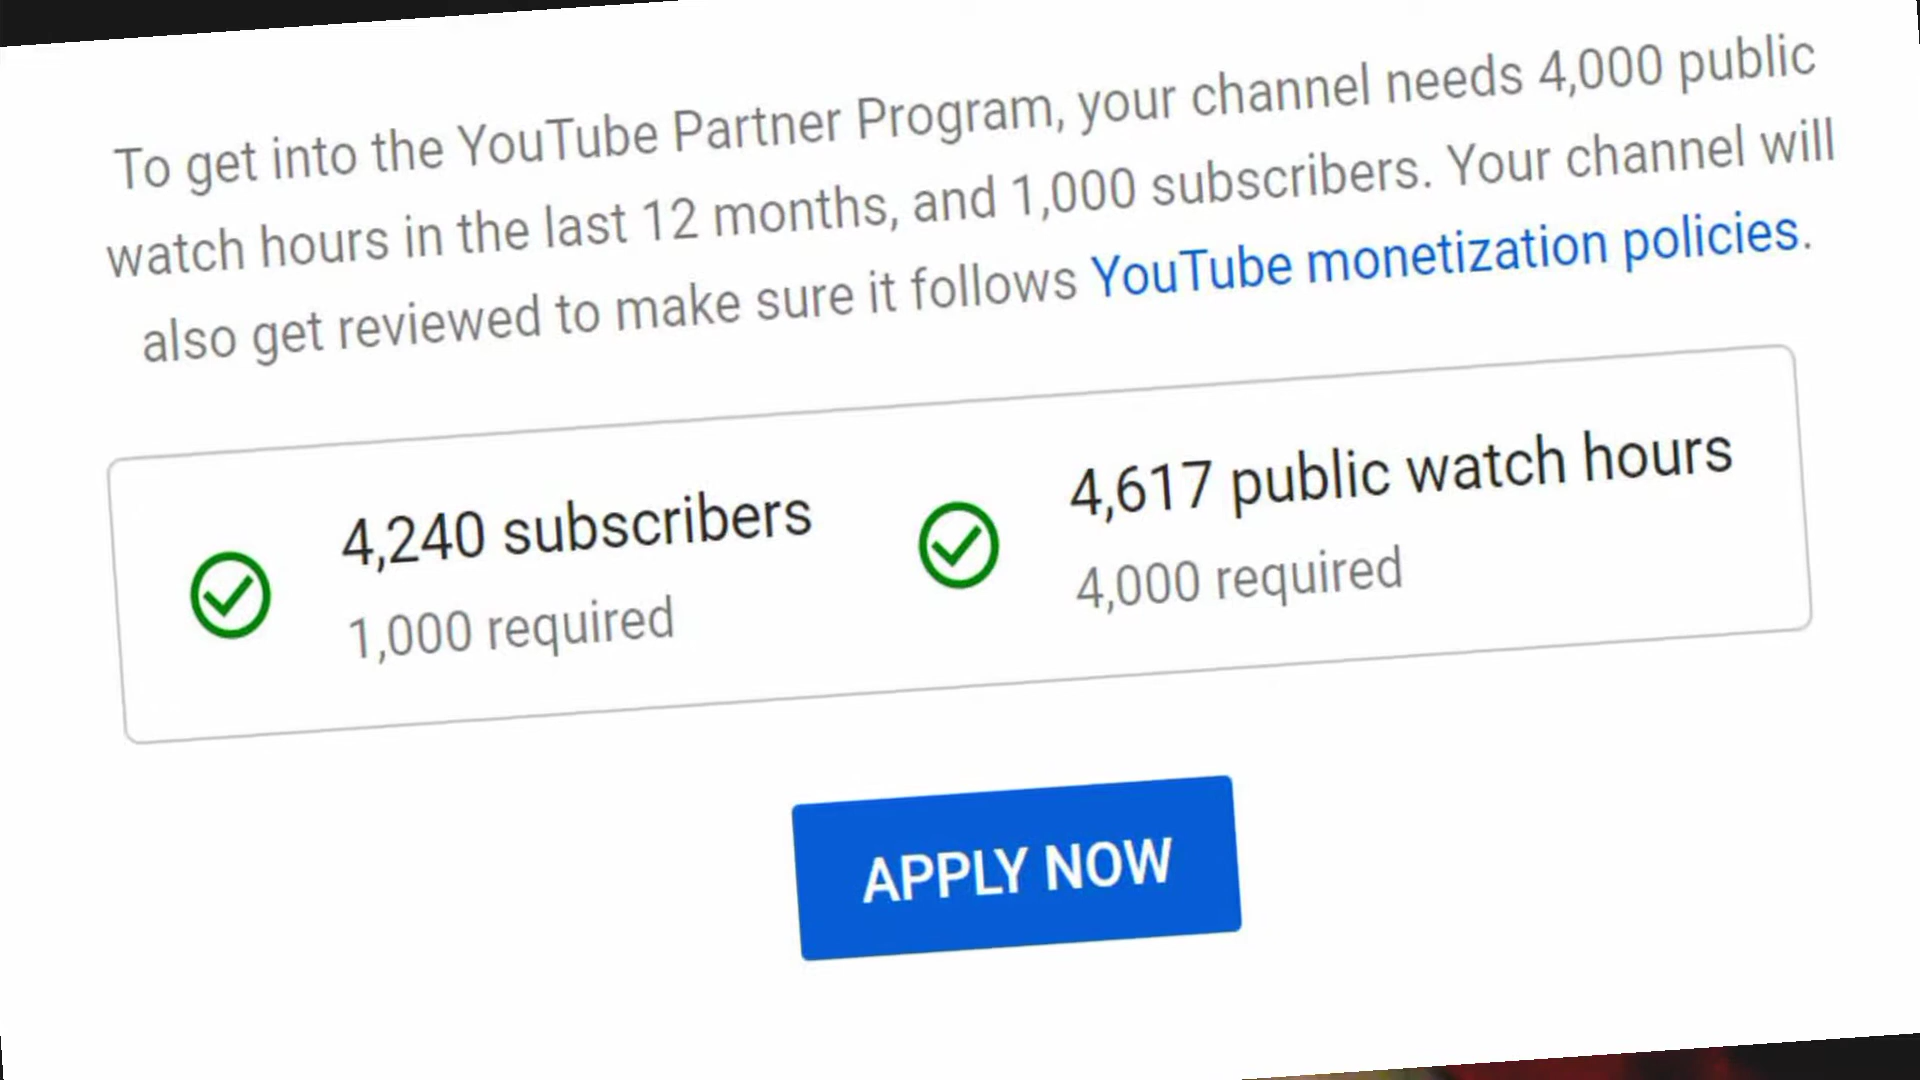 To get into the YouTube Partner Program, your channel needs 4,000 public
watch hours in the last 12 months, and 1,000 subscribers. Your channel will
also get reviewed to make sure it follows YouTube monetization policies.
4,240 subscribers
1,000 required
4,617 public watch hours
4,000 required
APPLY NOW